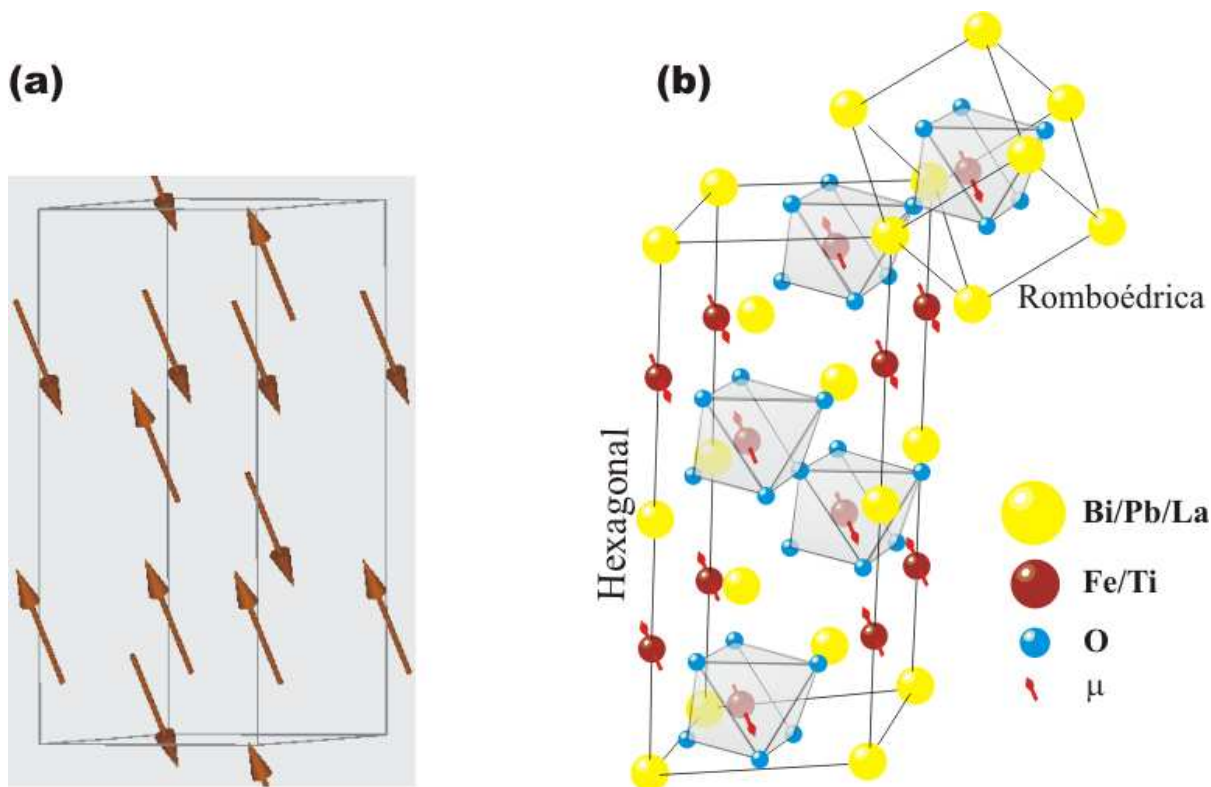 (a)
(b)
Romboédrica
Hexagonal
Bi/Pb/La
Fe/Ti
O
μ